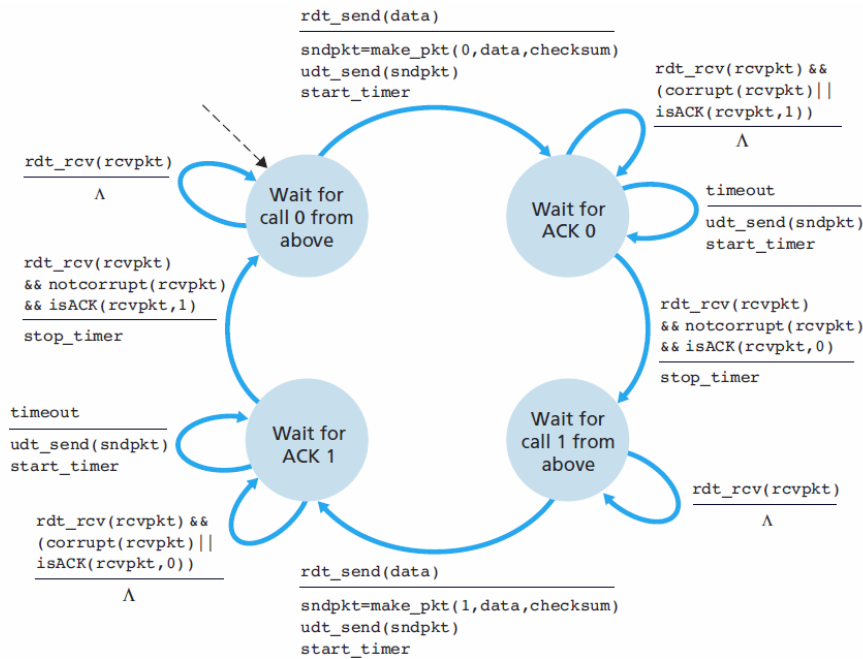 rdt_send(data)
sndpkt=make_pkt(0,data,checksum)
udt_send(sndpkt)
start_timer
rdt_rcv(rcvpkt) &&
(corrupt(rcvpkt)||
isACK(rcvpkt,1))
Λ
rdt_rcv(rcvpkt)
Λ
Wait for
call 0 from
above
Wait for
ACK 0
timeout
udt_send(sndpkt)
start_timer
rdt_rcv(rcvpkt)
&& notcorrupt(rcvpkt)
&& isACK(rcvpkt,1)
stop_timer
rdt_rcv(rcvpkt)
&& notcorrupt(rcvpkt)
&& isACK(rcvpkt,0)
stop_timer
timeout
udt_send(sndpkt)
start_timer
Wait for
ACK 1
Wait for
call 1 from
above
rdt_rcv(rcvpkt)
Λ
rdt_rcv(rcvpkt) &&
(corrupt(rcvpkt)||
isACK(rcvpkt,0))
Λ
rdt_send(data)
sndpkt=make_pkt(1,data,checksum)
udt_send(sndpkt)
start_timer